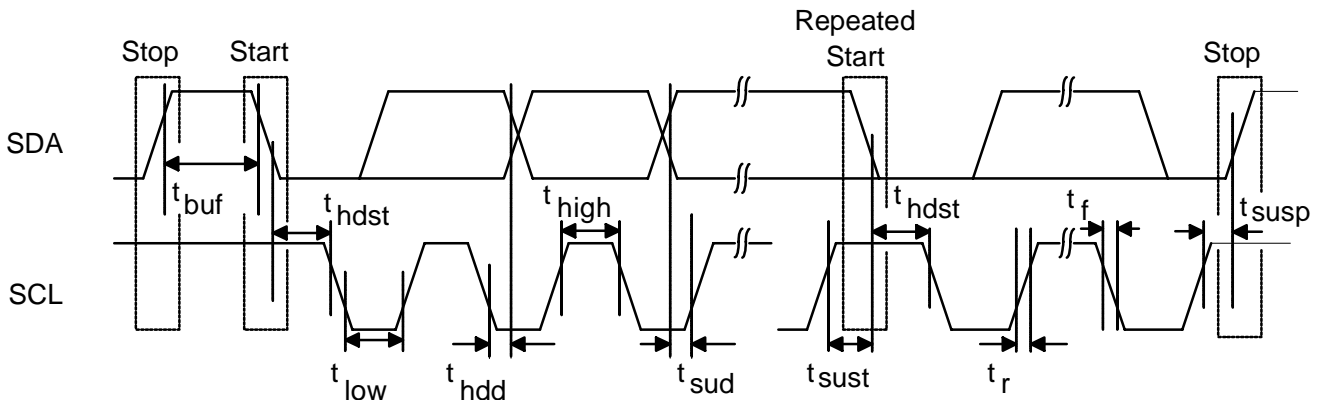 Repeated
Stop Start Start Stop
SDA
t buf
t hdst t high t hdst t f t susp
SCL
t low t hdd t sud t sust t r